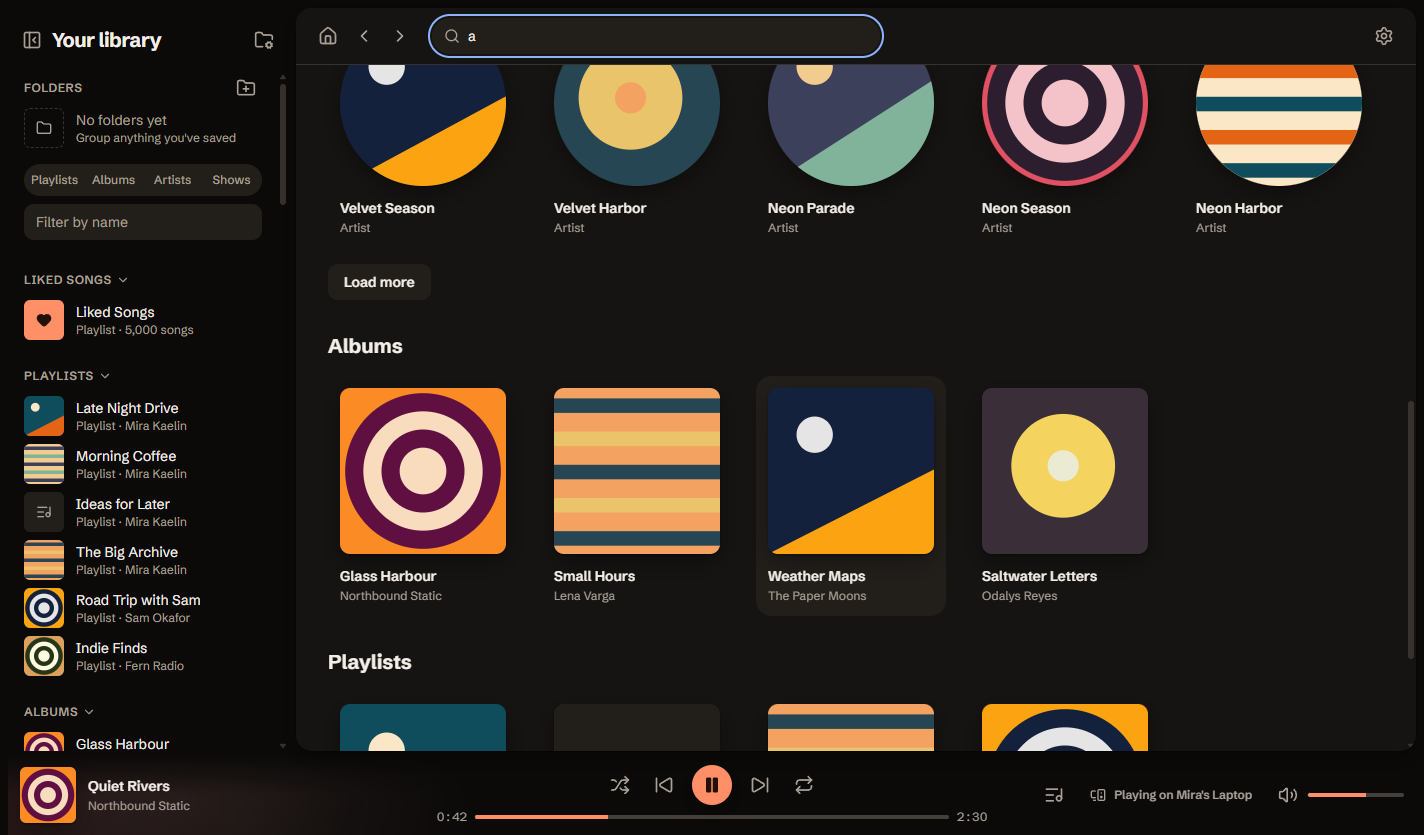 Your library
FOLDERS
No folders yet
Group anything you've saved
Playlists Albums Artists Shows
Filter by name
LIKED SONGS
Liked Songs
Playlist · 5,000 songs
PLAYLISTS
Late Night Drive
Playlist · Mira Kaelin
Morning Coffee
Playlist · Mira Kaelin
Ideas for Later
Playlist · Mira Kaelin
The Big Archive
Playlist · Mira Kaelin
Road Trip with Sam
Playlist · Sam Okafor
Indie Finds
Playlist · Fern Radio
ALBUMS
Glass Harbour
a
Velvet Season
Artist
Velvet Harbor
Artist
Neon Parade
Artist
Neon Season
Artist
Neon Harbor
Artist
Load more
Albums
Glass Harbour
Northbound Static
Small Hours
Lena Varga
Weather Maps
The Paper Moons
Saltwater Letters
Odalys Reyes
Playlists
Quiet Rivers
Northbound Static
0:42
2:30
Playing on Mira's Laptop